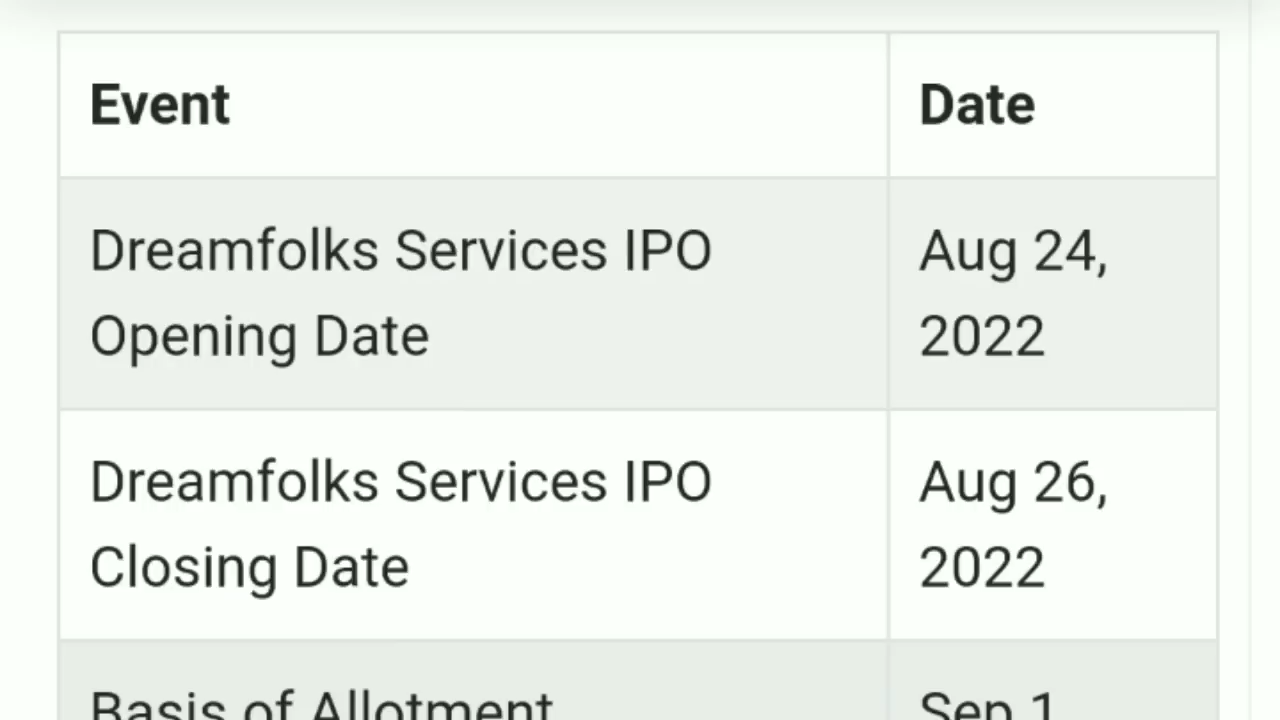 Event
Date
Dreamfolks Services IPO
Opening Date
Aug 24,
2022
Dreamfolks Services IPO
Closing Date
Aug 26,
2022
Basis of Allotment
Sep 1